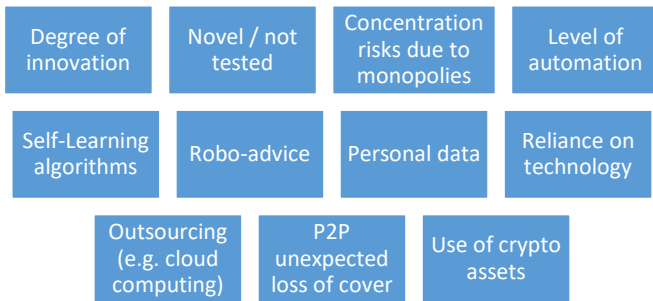 Degree of
innovation
Novel / not
tested
Concentration
risks due to
monopolies
Level of
automation
Self-Learning
algorithms
Robo-advice
Personal data
Reliance on
technology
Outsourcing
(e.g. cloud
computing)
P2P
unexpected
loss of cover
Use of crypto
assets